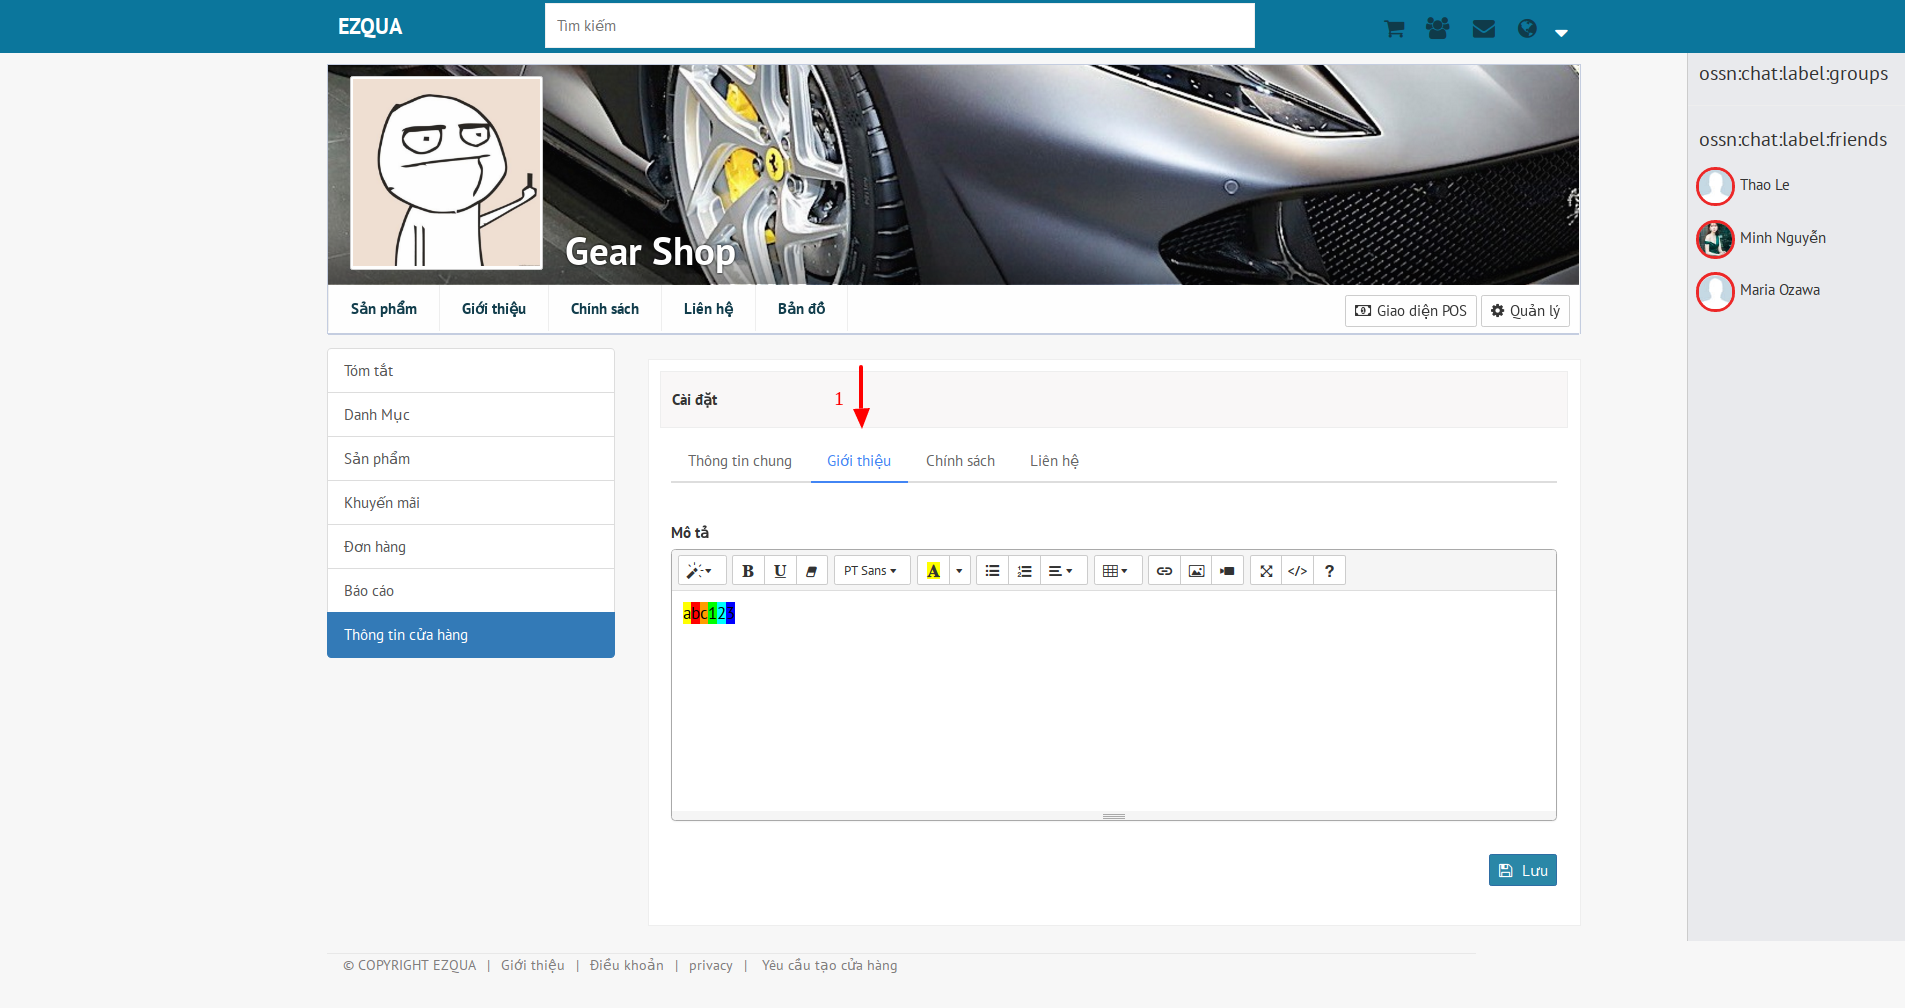 EZQUA
Tìm kiếm
ossn:chat:label:groups
ossn:chat:label:friends
Thao Le
Minh Nguyễn
Maria Ozawa
Gear Shop
Sản phẩm Giới thiệu Chính sách Liên hệ Bản đồ Giao diện POS Quản lý
Tóm tắt
Danh Mục
Sản phẩm
Khuyến mãi
Đơn hàng
Báo cáo
Thông tin cửa hàng
Cài đặt
1
Thông tin chung Giới thiệu Chính sách Liên hệ
Mô tả
B U PT Sans A </> ?
abc123
Lưu
© COPYRIGHT EZQUA | Giới thiệu | Điều khoản | privacy | Yêu cầu tạo cửa hàng